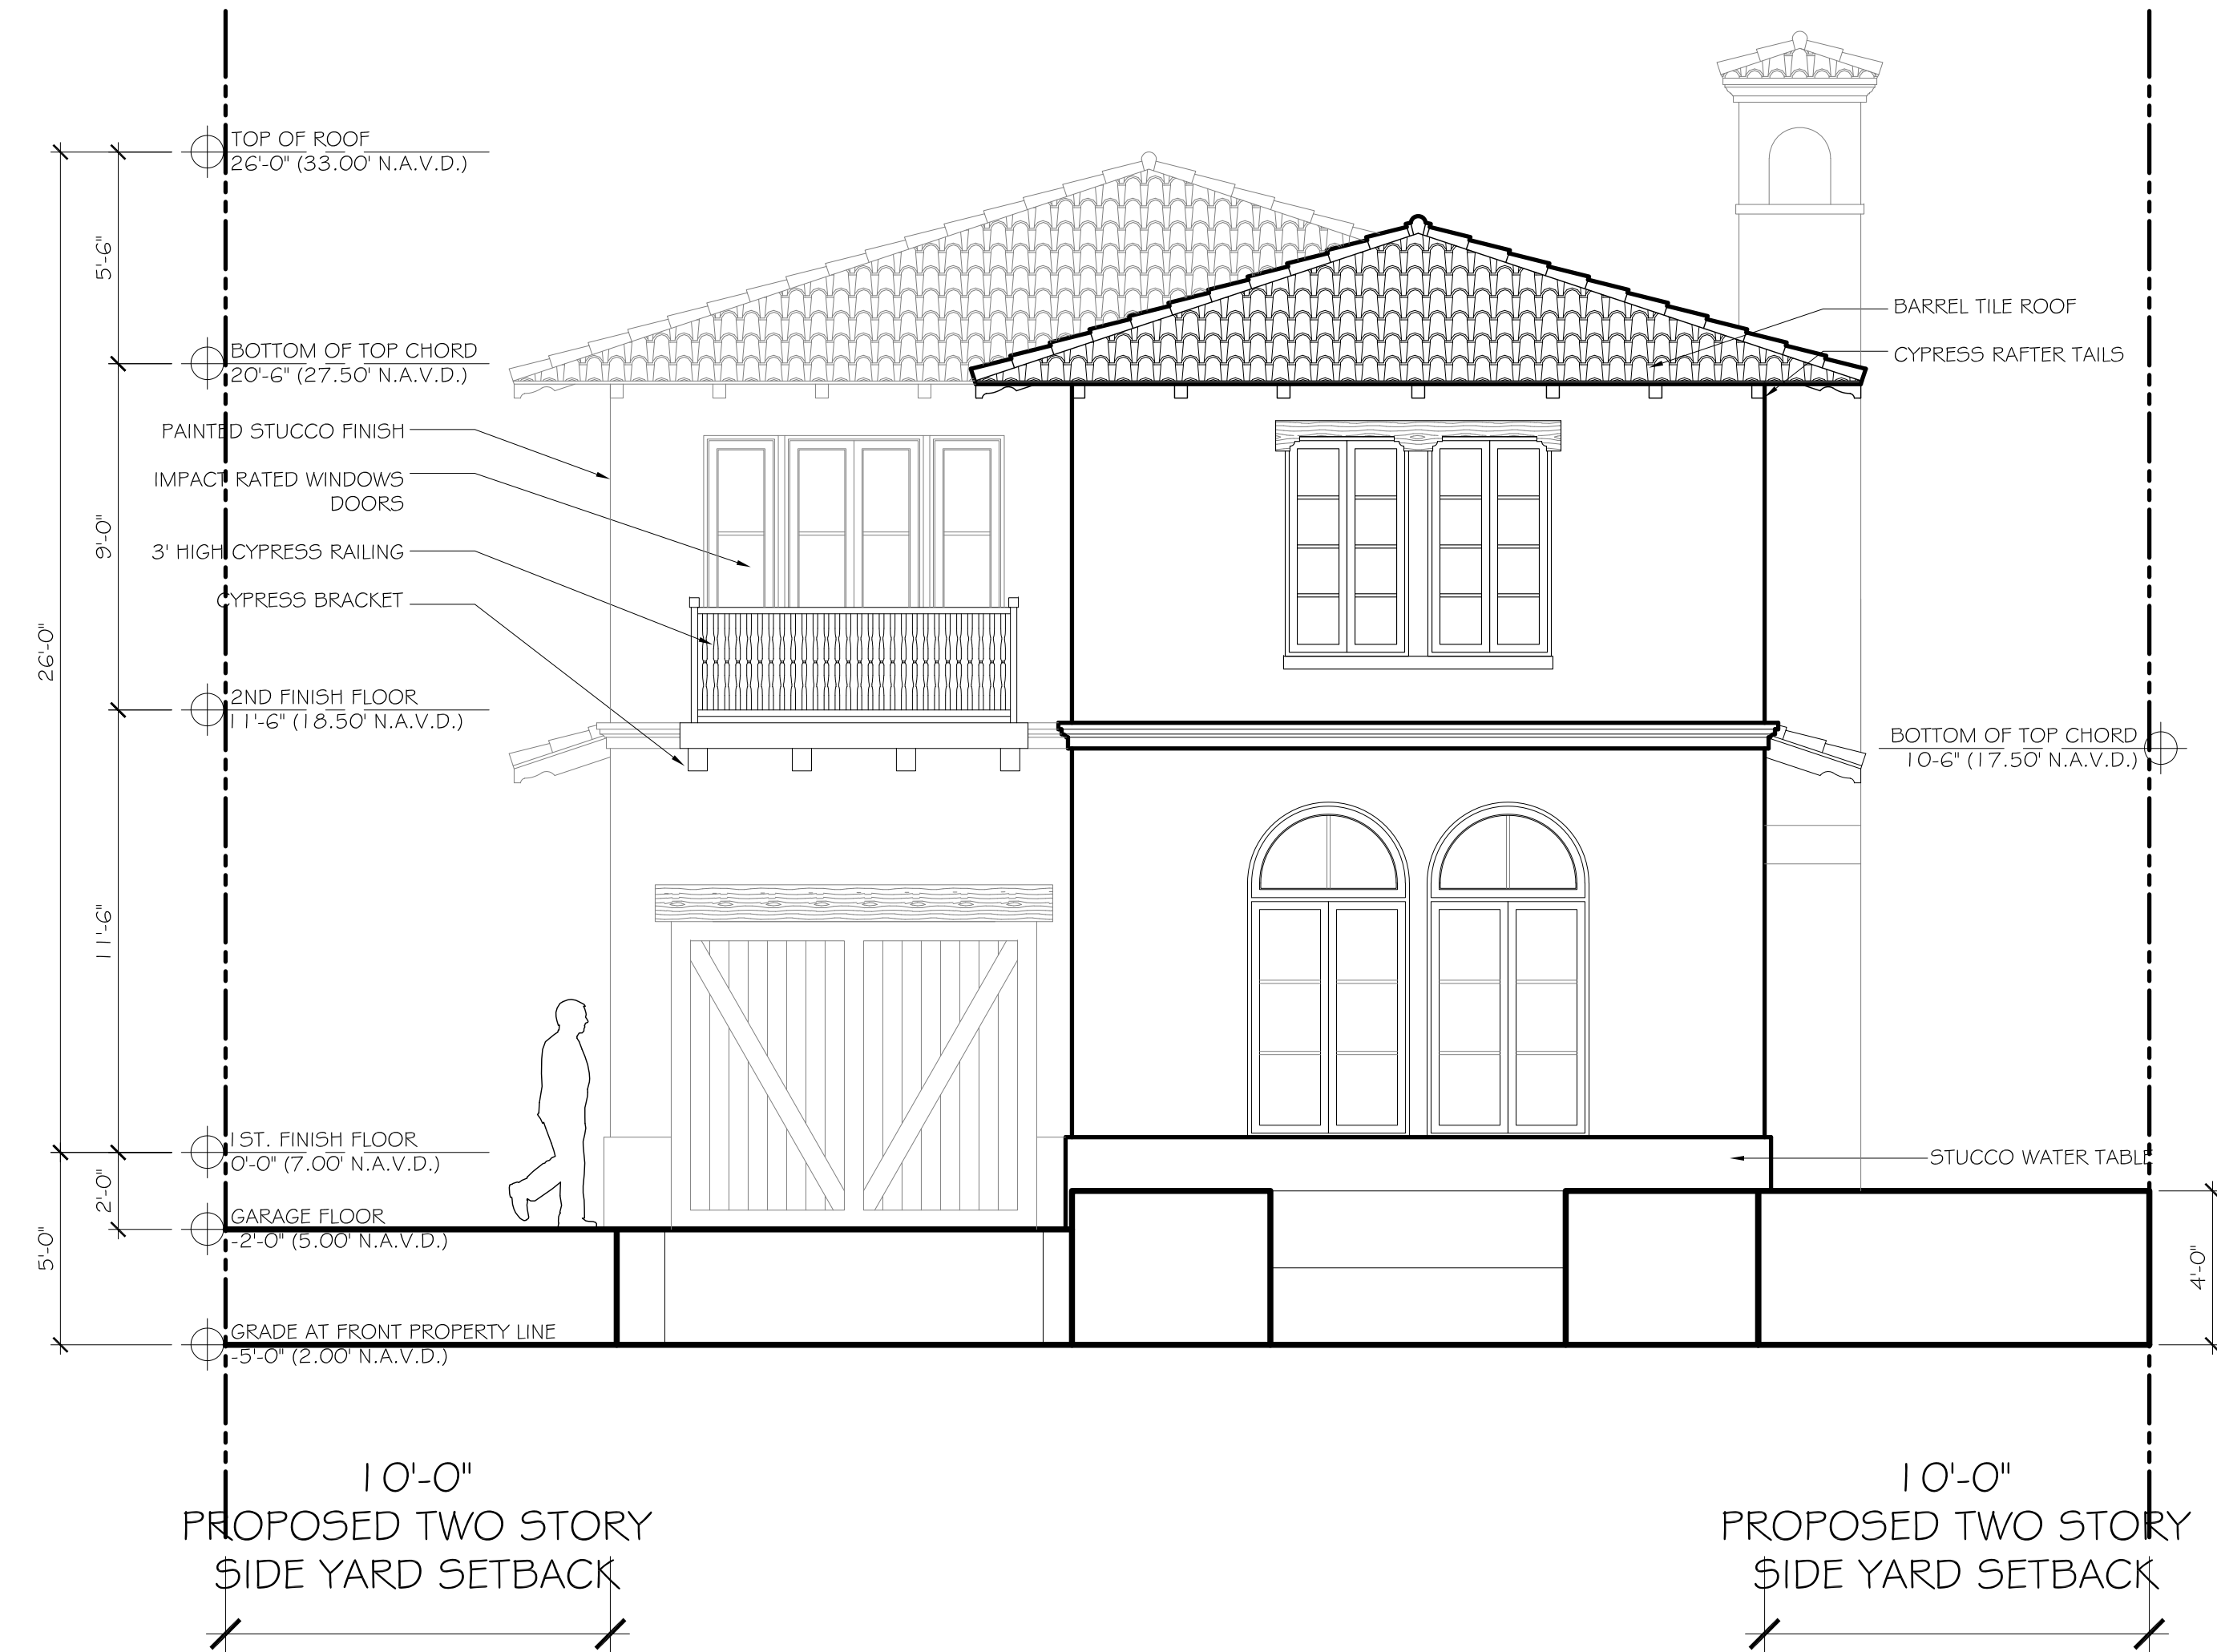 TOP OF ROOF
26'-0" (33.00' N.A.V.D.)
5'-6"
BARREL TILE ROOF
CYPRESS RAFTER TAILS
BOTTOM OF TOP CHORD
20'-6" (27.50' N.A.V.D.)
PAINTED STUCCO FINISH
IMPACT RATED WINDOWS
DOORS
9'-0"
3' HIGH CYPRESS RAILING
CYPRESS BRACKET
26'-0"
2ND FINISH FLOOR
11'-6" (18.50' N.A.V.D.)
BOTTOM OF TOP CHORD
10-6" (17.50' N.A.V.D.)
11'-6"
1ST. FINISH FLOOR
0'-0" (7.00' N.A.V.D.)
STUCCO WATER TABLE
2'-0"
GARAGE FLOOR
-2'-0" (5.00' N.A.V.D.)
5'-0"
4'-0"
GRADE AT FRONT PROPERTY LINE
-5'-0" (2.00' N.A.V.D.)
10'-0"
PROPOSED TWO STORY
SIDE YARD SETBACK
10'-0"
PROPOSED TWO STORY
SIDE YARD SETBACK